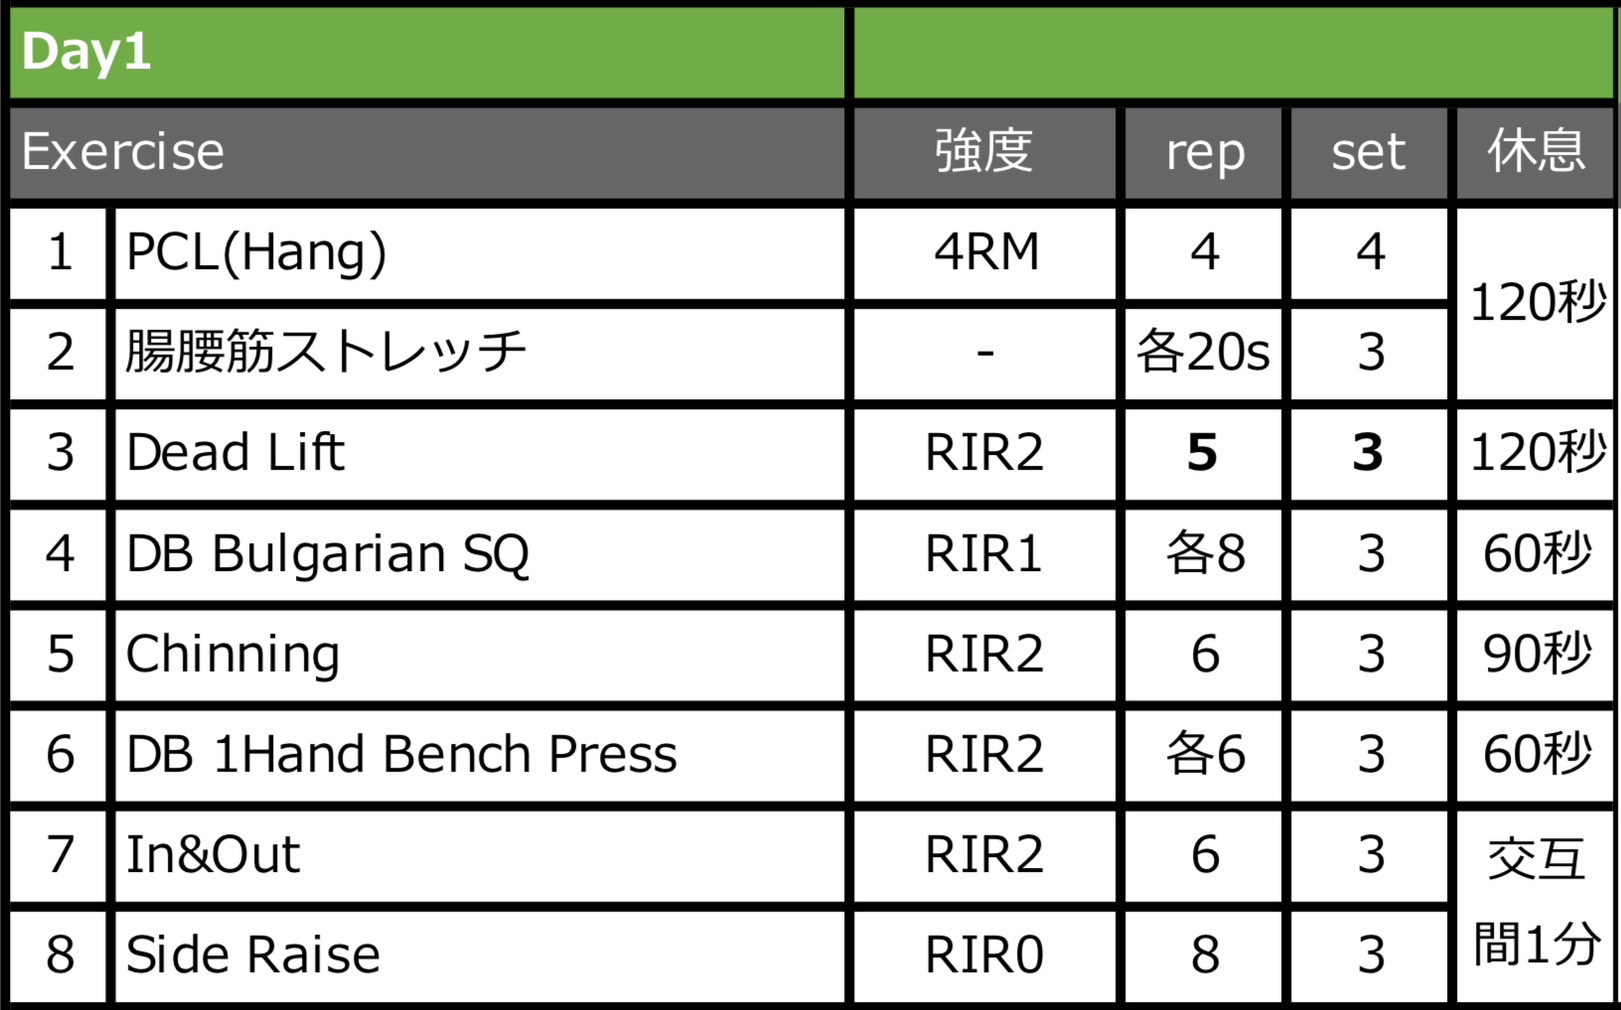 Day1
Exercise 強度 rep set 休息
1 PCL(Hang) 4RM 4 4 120秒
2 腸腰筋ストレッチ - 各20s 3
3 Dead Lift RIR2 5 3 120秒
4 DB Bulgarian SQ RIR1 各8 3 60秒
5 Chinning RIR2 6 3 90秒
6 DB 1Hand Bench Press RIR2 各6 3 60秒
7 In&Out RIR2 6 3 交互
8 Side Raise RIR0 8 3 間1分